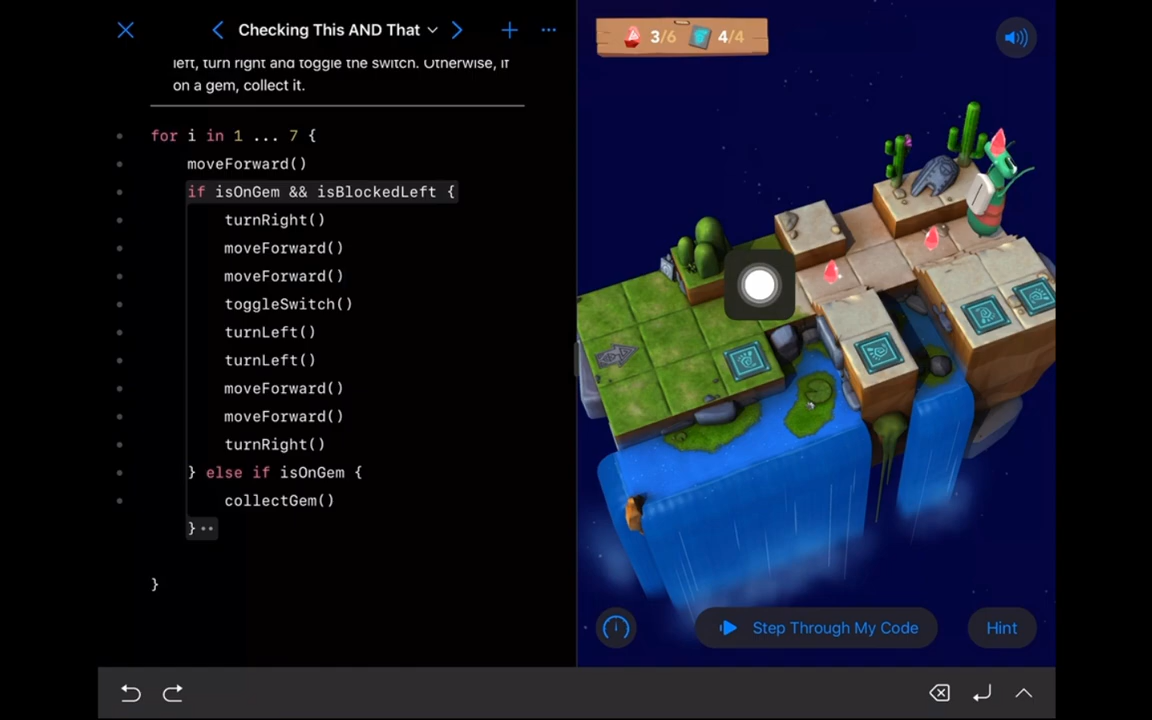 Checking This AND That
3/6 4/4
left, turn right and toggle the switch. Otherwise, if
on a gem, collect it.
for i in 1 ... 7 {
moveForward()
if isOnGem && isBlockedLeft {
turnRight()
moveForward()
moveForward()
toggleSwitch()
turnLeft()
turnLeft()
moveForward()
moveForward()
turnRight()
} else if isOnGem {
collectGem()
}
}
Step Through My Code
Hint